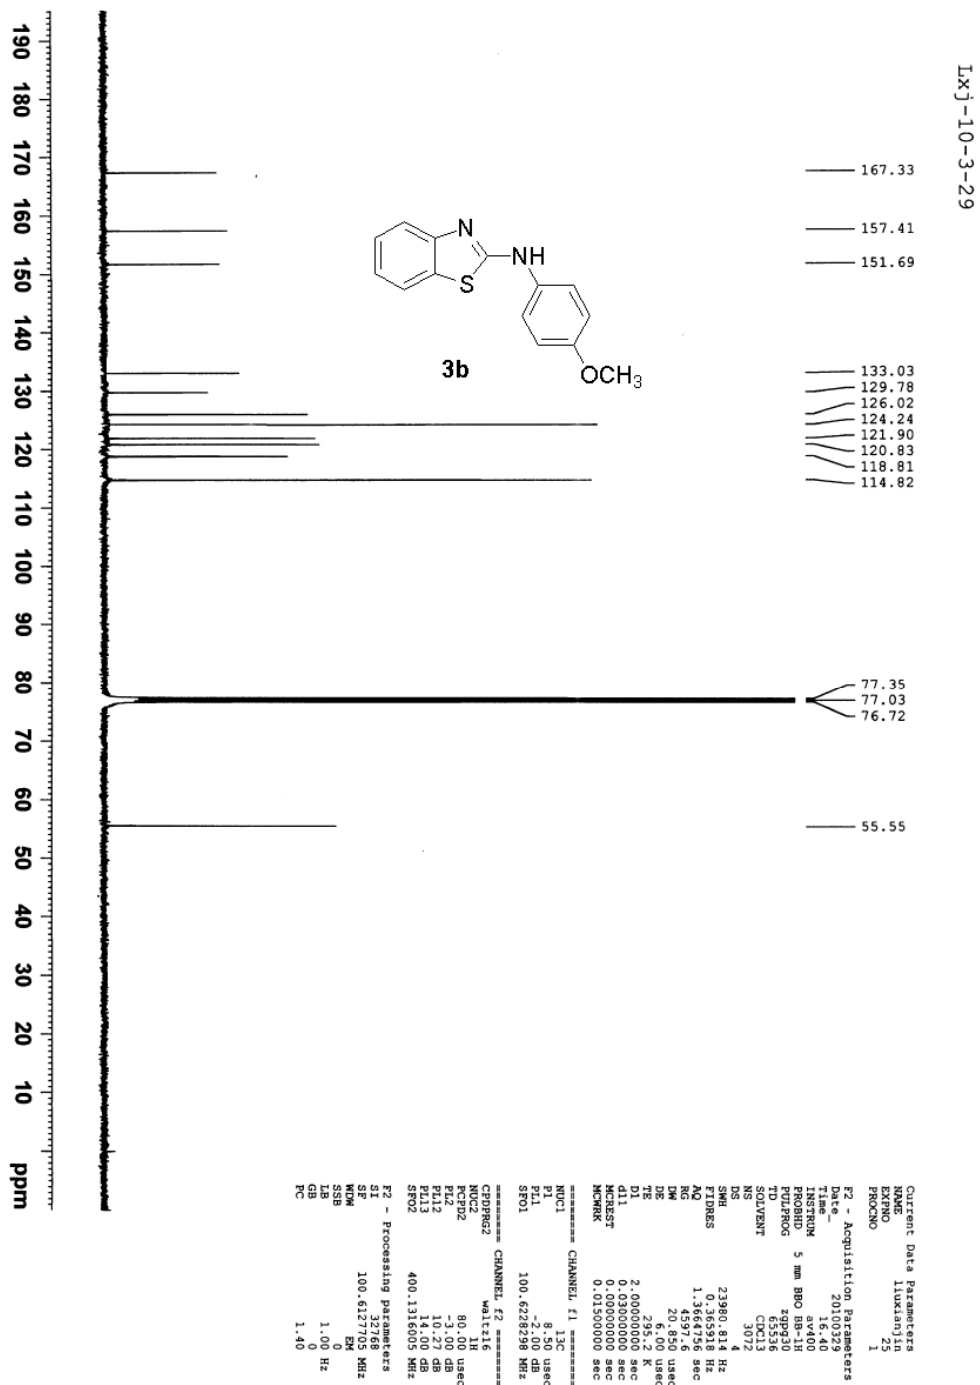 Lxj-10-3-29
167.33
157.41
151.69
133.03
129.78
126.02
124.24
121.90
120.83
118.81
114.82
77.35
77.03
76.72
55.55
N
NH
S
3b
OCH3
190 180 170 160 150 140 130 120 110 100 90 80 70 60 50 40 30 20 10 ppm
Current Data Parameters
NAME liuxianjin
EXPNO 25
PROCNO 1
F2 - Acquisition Parameters
Date_ 20100329
Time 16.40
INSTRUM av400
PROBHD 5 mm BBO BB-1H
PULPROG zgpg30
TD 65536
SOLVENT CDCl3
NS 3072
DS 4
SWH 23980.814 Hz
FIDRES 0.365918 Hz
AQ 1.3664756 sec
RG 4597.6
DW 20.850 usec
DE 6.00 usec
TE 295.2 K
D1 2.00000000 sec
d11 0.03000000 sec
MCREST 0.00000000 sec
MCWRK 0.01500000 sec
======== CHANNEL f1 ========
NUC1 13C
P1 8.50 usec
PL1 -2.00 dB
SFO1 100.6228298 MHz
======== CHANNEL f2 ========
CPDPRG2 waltz16
NUC2 1H
PCPD2 80.00 usec
PL2 -3.00 dB
PL12 10.27 dB
PL13 14.00 dB
SFO2 400.1316005 MHz
F2 - Processing parameters
SI 32768
SF 100.6127705 MHz
WDW EM
SSB 0
LB 1.00 Hz
GB 0
PC 1.40